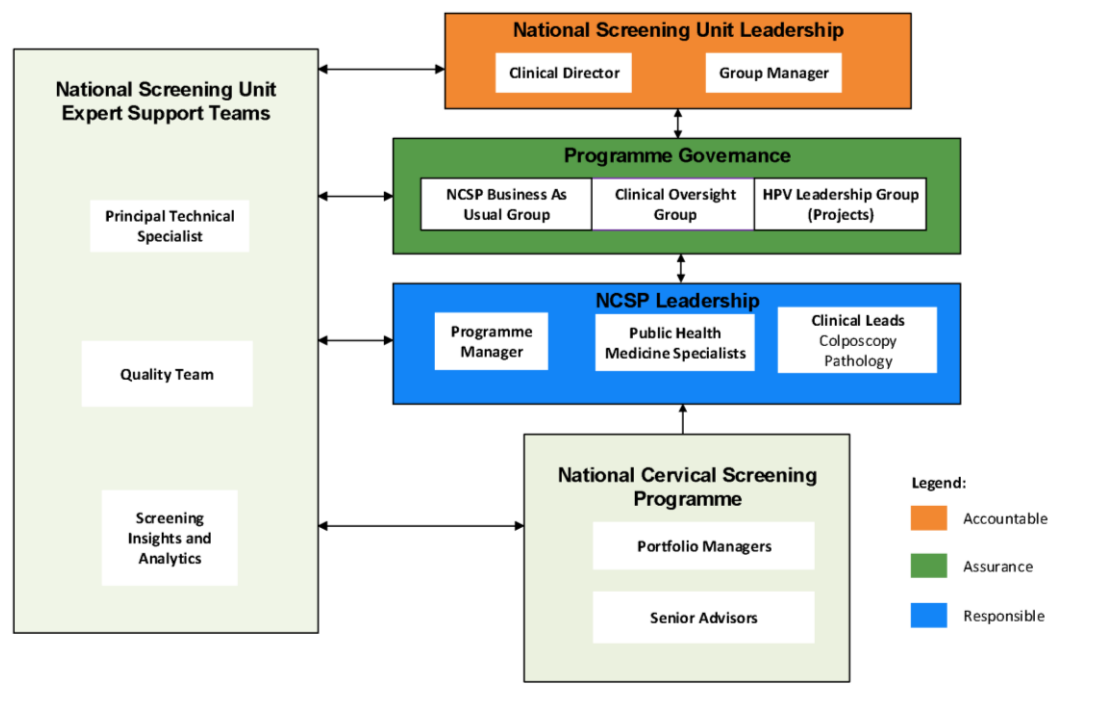 National Screening Unit Leadership
Clinical Director
Group Manager
National Screening Unit
Expert Support Teams
Principal Technical
Specialist
Quality Team
Screening
Insights and
Analytics
Programme Governance
NCSP Business As
Usual Group
Clinical Oversight
Group
HPV Leadership Group
(Projects)
NCSP Leadership
Programme
Manager
Public Health
Medicine Specialists
Clinical Leads
Colposcopy
Pathology
National Cervical Screening
Programme
Portfolio Managers
Senior Advisors
Legend:
Accountable
Assurance
Responsible